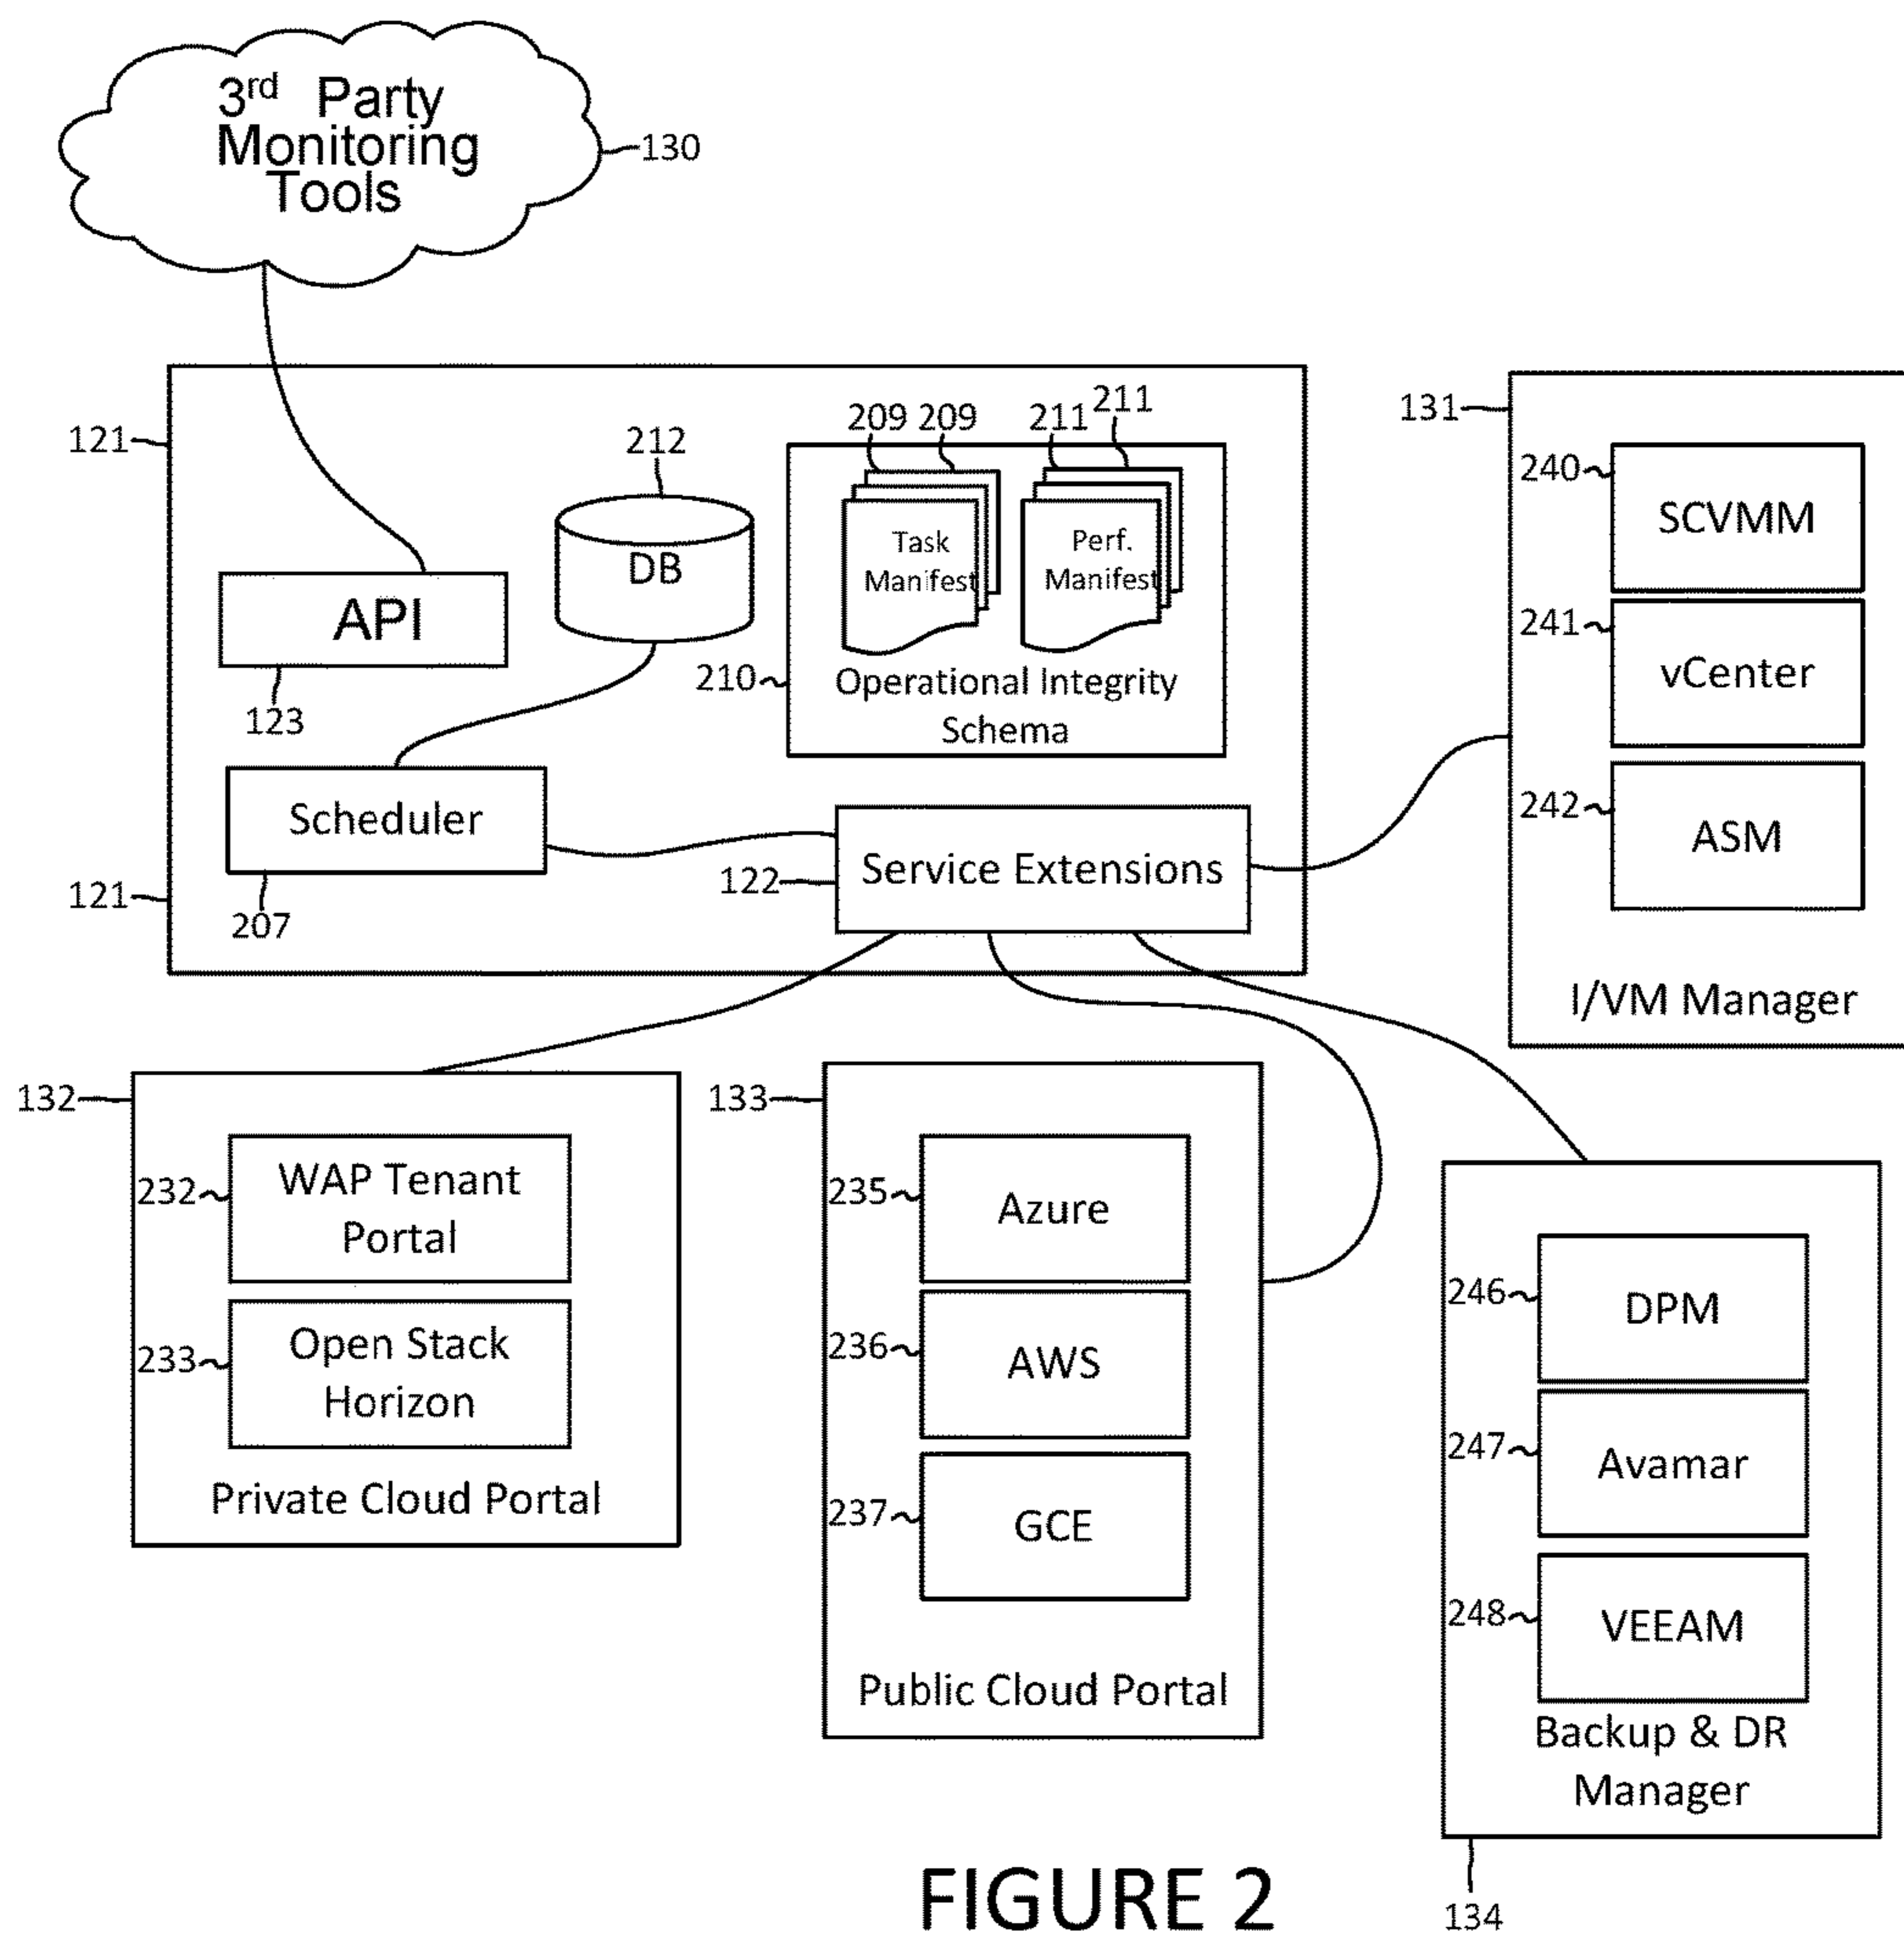 3rd Party
Monitoring
Tools
130
121
212
209 209 211 211
131
Task
Manifest
Perf.
Manifest
DB
API
123
210
Operational Integrity
Schema
240
SCVMM
241
vCenter
242
ASM
I/VM Manager
Scheduler
207
121
122
Service Extensions
132
232
WAP Tenant
Portal
233
Open Stack
Horizon
Private Cloud Portal
133
235
Azure
236
AWS
237
GCE
Public Cloud Portal
246
DPM
247
Avamar
248
VEEAM
Backup & DR
Manager
134
FIGURE 2